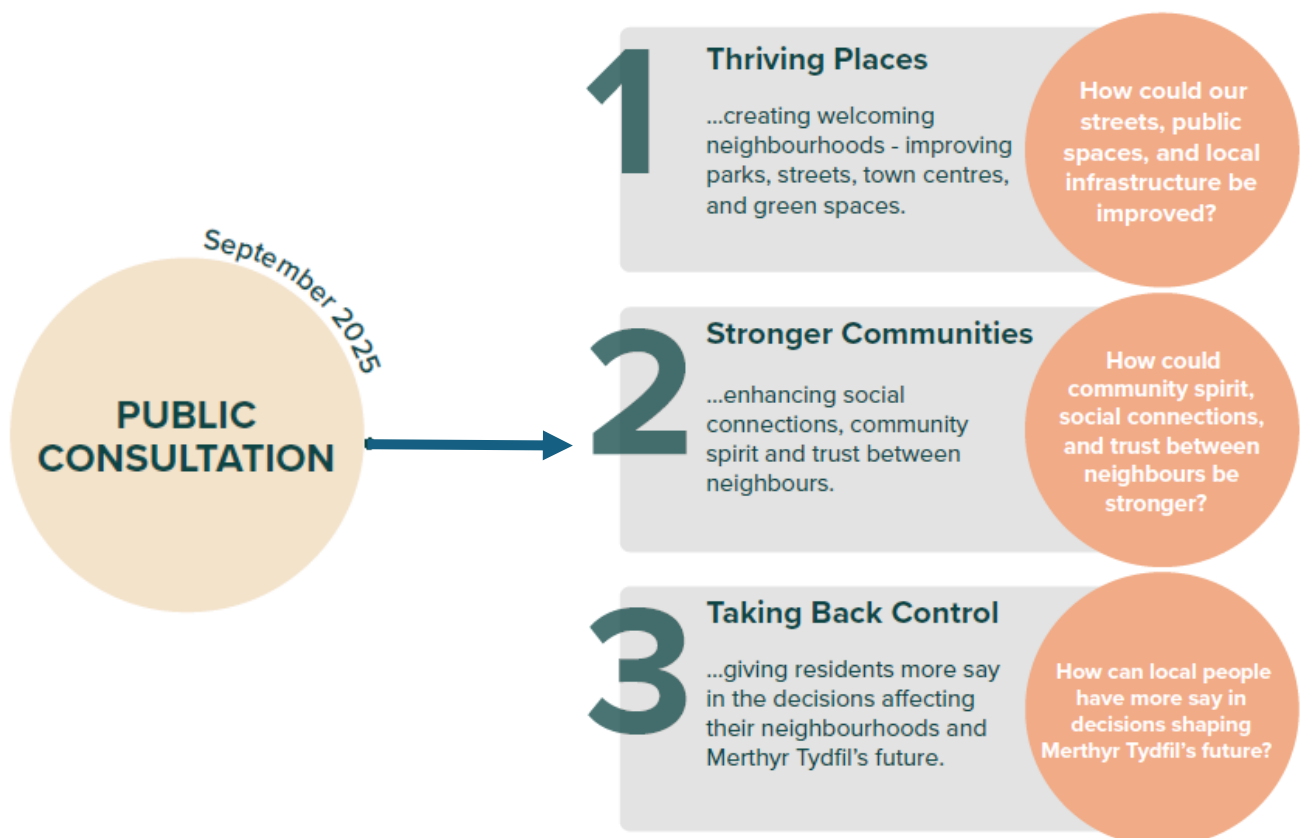 September 2025
PUBLIC
CONSULTATION
1
Thriving Places
...creating welcoming
neighbourhoods - improving
parks, streets, town centres,
and green spaces.
How could our
streets, public
spaces, and local
infrastructure be
improved?
2
Stronger Communities
...enhancing social
connections, community
spirit and trust between
neighbours.
How could
community spirit,
social connections,
and trust between
neighbours be
stronger?
3
Taking Back Control
...giving residents more say
in the decisions affecting
their neighbourhoods and
Merthyr Tydfil's future.
How can local people
have more say in
decisions shaping
Merthyr Tydfil's future?